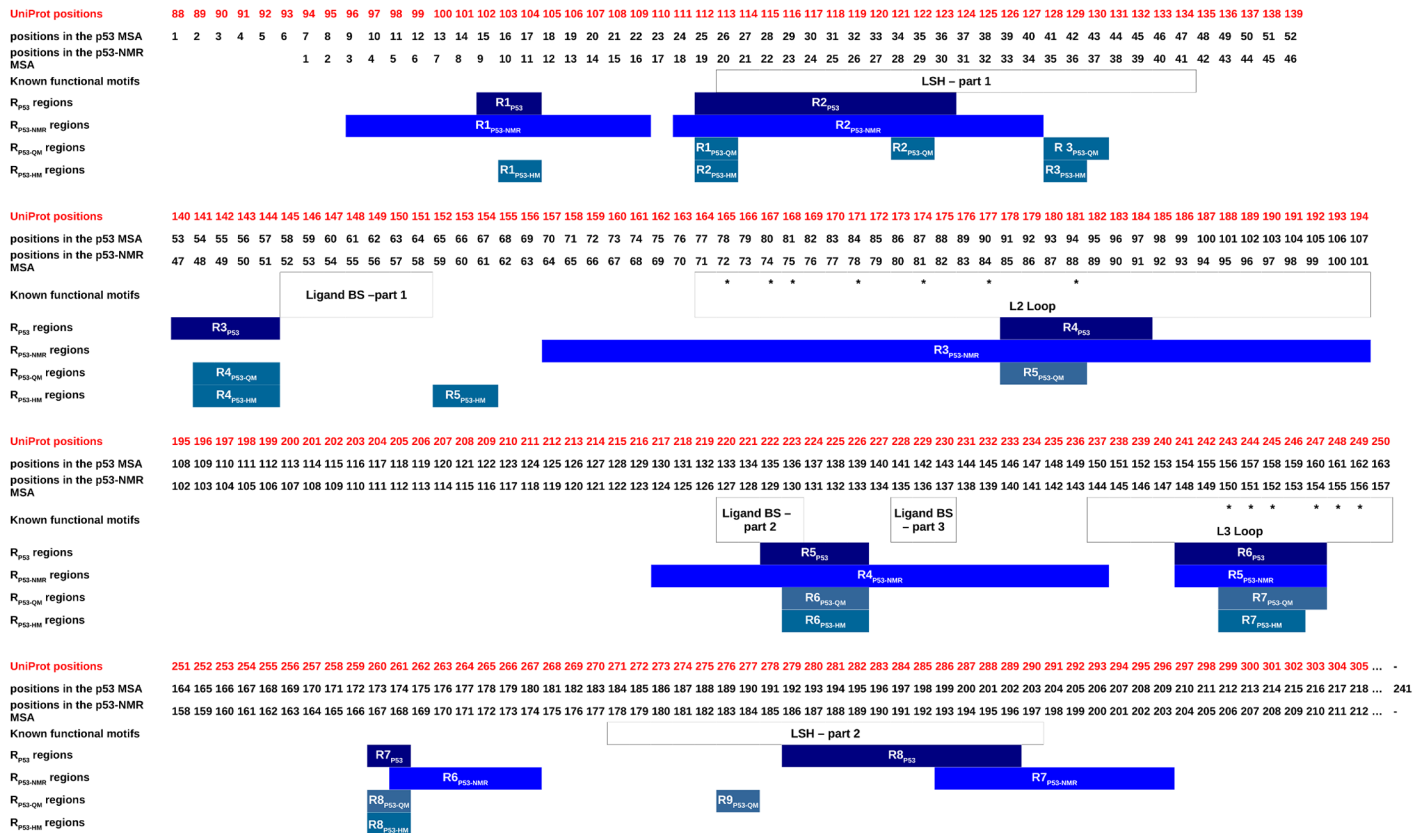 UniProt positions 88 89 90 91 92 93 94 95 96 97 98 99 100 101 102 103 104 105 106 107 108 109 110 111 112 113 114 115 116 117 118 119 120 121 122 123 124 125 126 127 128 129 130 131 132 133 134 135 136 137 138 139
positions in the p53 MSA 1 2 3 4 5 6 7 8 9 10 11 12 13 14 15 16 17 18 19 20 21 22 23 24 25 26 27 28 29 30 31 32 33 34 35 36 37 38 39 40 41 42 43 44 45 46 47 48 49 50 51 52
positions in the p53-NMR MSA 1 2 3 4 5 6 7 8 9 10 11 12 13 14 15 16 17 18 19 20 21 22 23 24 25 26 27 28 29 30 31 32 33 34 35 36 37 38 39 40 41 42 43 44 45 46
Known functional motifs LSH – part 1
RP53 regions R1P53 R2P53
RP53-NMR regions R1P53-NMR R2P53-NMR
RP53-QM regions R1P53-QM R2P53-QM R 3P53-QM
RP53-HM regions R1P53-HM R2P53-HM R3P53-HM
UniProt positions 140 141 142 143 144 145 146 147 148 149 150 151 152 153 154 155 156 157 158 159 160 161 162 163 164 165 166 167 168 169 170 171 172 173 174 175 176 177 178 179 180 181 182 183 184 185 186 187 188 189 190 191 192 193 194
positions in the p53 MSA 53 54 55 56 57 58 59 60 61 62 63 64 65 66 67 68 69 70 71 72 73 74 75 76 77 78 79 80 81 82 83 84 85 86 87 88 89 90 91 92 93 94 95 96 97 98 99 100 101 102 103 104 105 106 107
positions in the p53-NMR MSA 47 48 49 50 51 52 53 54 55 56 57 58 59 60 61 62 63 64 65 66 67 68 69 70 71 72 73 74 75 76 77 78 79 80 81 82 83 84 85 86 87 88 89 90 91 92 93 94 95 96 97 98 99 100 101
* * * * * * *
Known functional motifs Ligand BS –part 1 L2 Loop
RP53 regions R3P53 R4P53
RP53-NMR regions R3P53-NMR
RP53-QM regions R4P53-QM R5P53-QM
RP53-HM regions R4P53-HM R5P53-HM
UniProt positions 195 196 197 198 199 200 201 202 203 204 205 206 207 208 209 210 211 212 213 214 215 216 217 218 219 220 221 222 223 224 225 226 227 228 229 230 231 232 233 234 235 236 237 238 239 240 241 242 243 244 245 246 247 248 249 250
positions in the p53 MSA 108 109 110 111 112 113 114 115 116 117 118 119 120 121 122 123 124 125 126 127 128 129 130 131 132 133 134 135 136 137 138 139 140 141 142 143 144 145 146 147 148 149 150 151 152 153 154 155 156 157 158 159 160 161 162 163
positions in the p53-NMR MSA 102 103 104 105 106 107 108 109 110 111 112 113 114 115 116 117 118 119 120 121 122 123 124 125 126 127 128 129 130 131 132 133 134 135 136 137 138 139 140 141 142 143 144 145 146 147 148 149 150 151 152 153 154 155 156 157
* * * * * *
Known functional motifs Ligand BS – part 2 Ligand BS – part 3 L3 Loop
RP53 regions R5P53 R6P53
RP53-NMR regions R4P53-NMR R5P53-NMR
RP53-QM regions R6P53-QM R7P53-QM
RP53-HM regions R6P53-HM R7P53-HM
UniProt positions 251 252 253 254 255 256 257 258 259 260 261 262 263 264 265 266 267 268 269 270 271 272 273 274 275 276 277 278 279 280 281 282 283 284 285 286 287 288 289 290 291 292 293 294 295 296 297 298 299 300 301 302 303 304 305 ... -
positions in the p53 MSA 164 165 166 167 168 169 170 171 172 173 174 175 176 177 178 179 180 181 182 183 184 185 186 187 188 189 190 191 192 193 194 195 196 197 198 199 200 201 202 203 204 205 206 207 208 209 210 211 212 213 214 215 216 217 218 ... 241
positions in the p53-NMR MSA 158 159 160 161 162 163 164 165 166 167 168 169 170 171 172 173 174 175 176 177 178 179 180 181 182 183 184 185 186 187 188 189 190 191 192 193 194 195 196 197 198 199 200 201 202 203 204 205 206 207 208 209 210 211 212 ... -
Known functional motifs LSH – part 2
RP53 regions R7P53 R8P53
RP53-NMR regions R6P53-NMR R7P53-NMR
RP53-QM regions R8P53-QM R9P53-QM
RP53-HM regions R8P53-HM